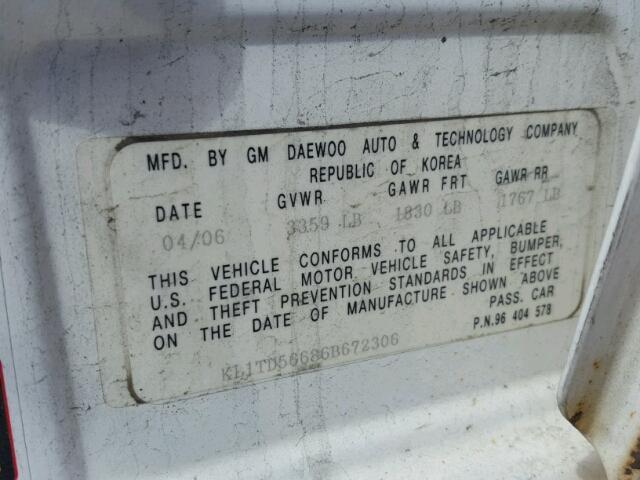 MFD. BY GM DAEWOO AUTO & TECHNOLOGY COMPANY
REPUBLIC OF KOREA
DATE GVWR GAWR FRT GAWR RR
04/06 3359 LB 1830 LB 1767 LB
THIS VEHICLE CONFORMS TO ALL APPLICABLE
U.S. FEDERAL MOTOR VEHICLE SAFETY, BUMPER,
AND THEFT PREVENTION STANDARDS IN EFFECT
ON THE DATE OF MANUFACTURE SHOWN ABOVE
PASS. CAR
KL1TD56686B672306
P.N.96 404 578